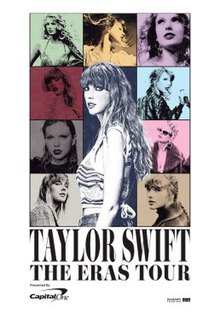 TAYLOR SWIFT
THE ERAS TOUR
Presented By
Capital One